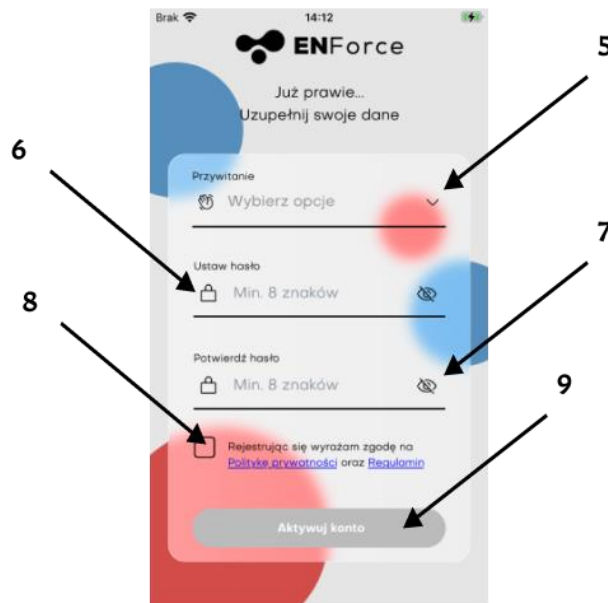 Brak 14:12
ENForce
Już prawie...
Uzupełnij swoje dane
5
6
Przywitanie
Wybierz opcje
7
Ustaw hasło
Min. 8 znaków
8
Potwierdź hasło
Min. 8 znaków
9
Rejestrując się wyrażam zgodę na
Politykę prywatności oraz Regulamin
Aktywuj konto